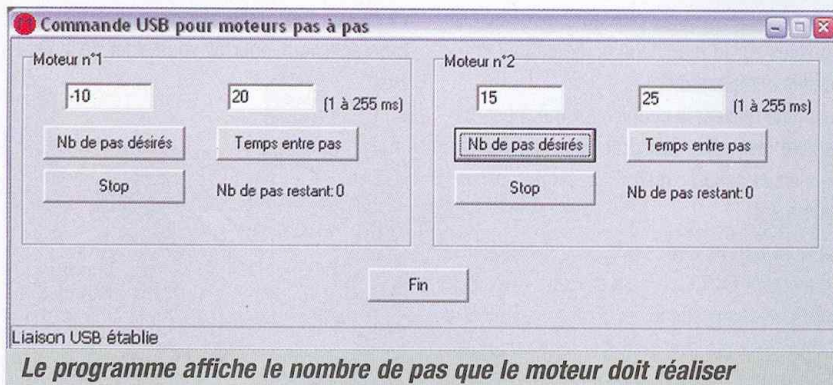 Commande USB pour moteurs pas à pas
Moteur n°1
-10
20
(1 à 255 ms)
Nb de pas désirés
Temps entre pas
Stop
Nb de pas restant: 0
Moteur n°2
15
25
(1 à 255 ms)
Nb de pas désirés
Temps entre pas
Stop
Nb de pas restant: 0
Fin
Liaison USB établie
Le programme affiche le nombre de pas que le moteur doit réaliser